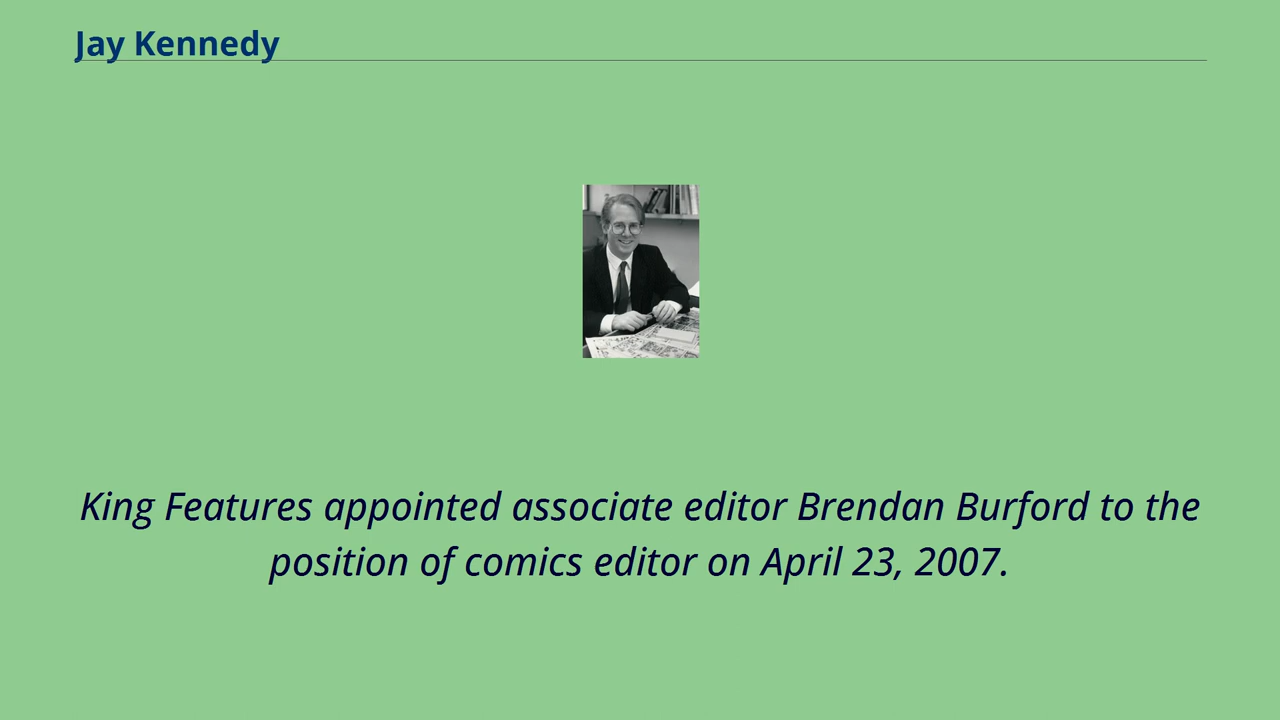 Jay Kennedy
King Features appointed associate editor Brendan Burford to the
position of comics editor on April 23, 2007.